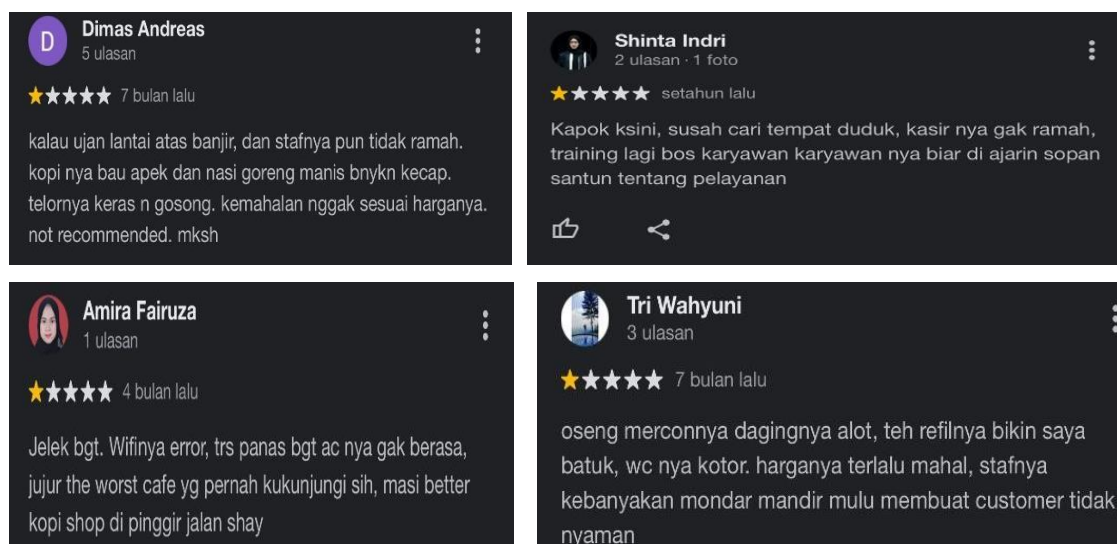 D
Dimas Andreas
5 ulasan
7 bulan lalu
kalau ujan lantai atas banjir, dan stafnya pun tidak ramah.
kopi nya bau apek dan nasi goreng manis bnykn kecap.
telornya keras n gosong. kemahalan nggak sesuai harganya.
not recommended. mksh
Shinta Indri
2 ulasan · 1 foto
setahun lalu
Kapok ksini, susah cari tempat duduk, kasir nya gak ramah,
training lagi bos karyawan karyawan nya biar di ajarin sopan
santun tentang pelayanan
Amira Fairuza
1 ulasan
4 bulan lalu
Jelek bgt. Wifinya error, trs panas bgt ac nya gak berasa,
jujur the worst cafe yg pernah kukunjungi sih, masi better
kopi shop di pinggir jalan shay
Tri Wahyuni
3 ulasan
7 bulan lalu
oseng merconnya dagingnya alot, teh refilnya bikin saya
batuk, wc nya kotor. harganya terlalu mahal, stafnya
kebanyakan mondar mandir mulu membuat customer tidak
nyaman